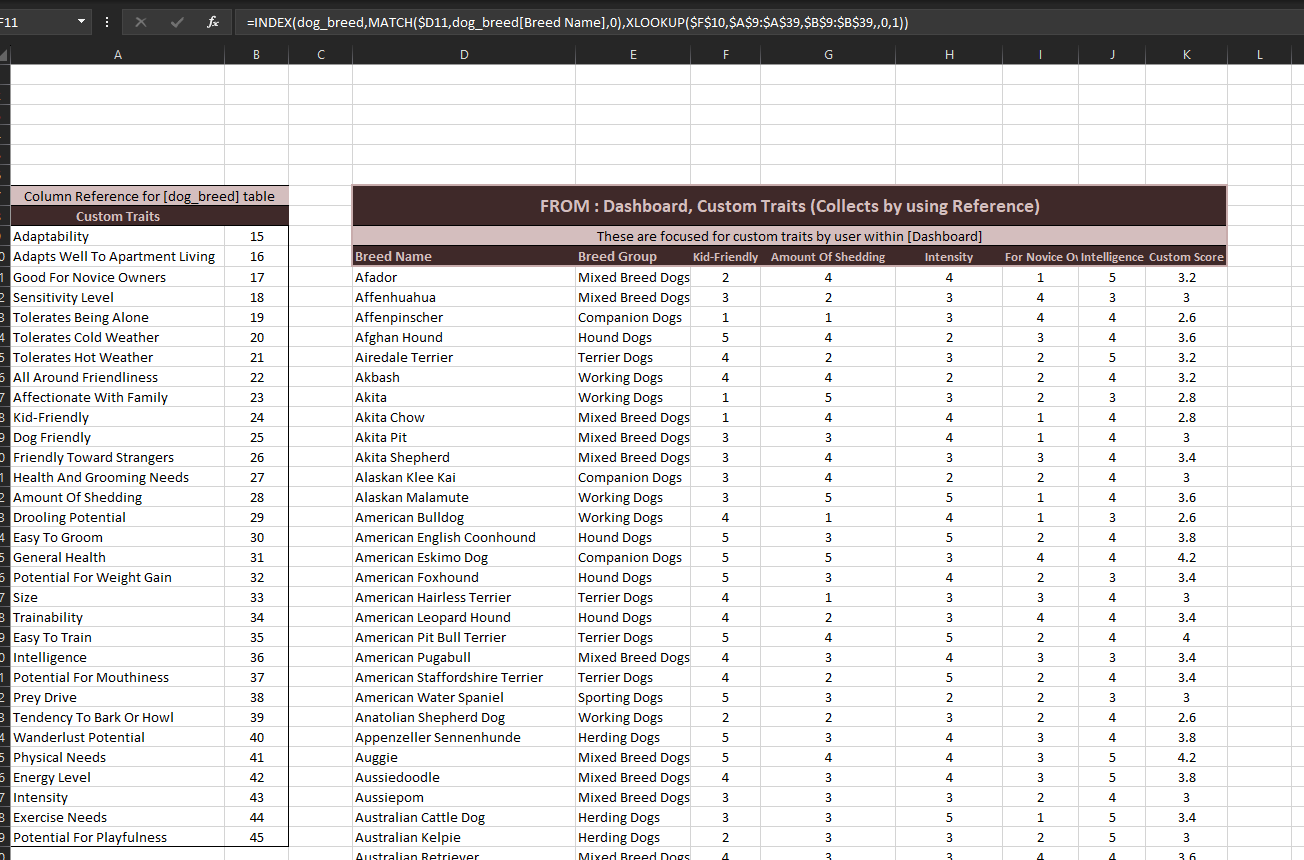 F11 fx =INDEX(dog_breed,MATCH($D11,dog_breed[Breed Name],0),XLOOKUP($F$10,$A$9:$A$39,$B$9:$B$39,,0,1))
A B C D E F G H I J K L
Column Reference for [dog_breed] table
FROM : Dashboard, Custom Traits (Collects by using Reference)
Custom Traits
Adaptability 15 These are focused for custom traits by user within [Dashboard]
Adapts Well To Apartment Living 16 Breed Name Breed Group Kid-Friendly Amount Of Shedding Intensity For Novice Intelligence Custom Score
Good For Novice Owners 17 Afador Mixed Breed Dogs 2 4 4 1 5 3.2
Sensitivity Level 18 Affenhuahua Mixed Breed Dogs 3 2 3 4 3 3
Tolerates Being Alone 19 Affenpinscher Companion Dogs 1 1 3 4 4 2.6
Tolerates Cold Weather 20 Afghan Hound Hound Dogs 5 4 2 3 4 3.6
Tolerates Hot Weather 21 Airedale Terrier Terrier Dogs 4 2 3 2 5 3.2
All Around Friendliness 22 Akbash Working Dogs 4 4 2 2 4 3.2
Affectionate With Family 23 Akita Working Dogs 1 5 3 2 3 2.8
Kid-Friendly 24 Akita Chow Mixed Breed Dogs 1 4 4 1 4 2.8
Dog Friendly 25 Akita Pit Mixed Breed Dogs 3 3 4 1 4 3
Friendly Toward Strangers 26 Akita Shepherd Mixed Breed Dogs 3 4 3 3 4 3.4
Health And Grooming Needs 27 Alaskan Klee Kai Companion Dogs 3 4 2 2 4 3
Amount Of Shedding 28 Alaskan Malamute Working Dogs 3 5 5 1 4 3.6
Drooling Potential 29 American Bulldog Working Dogs 4 1 4 1 3 2.6
Easy To Groom 30 American English Coonhound Hound Dogs 5 3 5 2 4 3.8
General Health 31 American Eskimo Dog Companion Dogs 5 5 3 4 4 4.2
Potential For Weight Gain 32 American Foxhound Hound Dogs 5 3 4 2 3 3.4
Size 33 American Hairless Terrier Terrier Dogs 4 1 3 3 4 3
Trainability 34 American Leopard Hound Hound Dogs 4 2 3 4 4 3.4
Easy To Train 35 American Pit Bull Terrier Terrier Dogs 5 4 5 2 4 4
Intelligence 36 American Pugabull Mixed Breed Dogs 4 3 4 3 3 3.4
Potential For Mouthiness 37 American Staffordshire Terrier Terrier Dogs 4 2 5 2 4 3.4
Prey Drive 38 American Water Spaniel Sporting Dogs 5 3 2 2 3 3
Tendency To Bark Or Howl 39 Anatolian Shepherd Dog Working Dogs 2 2 3 2 4 2.6
Wanderlust Potential 40 Appenzeller Sennenhunde Herding Dogs 5 3 4 3 4 3.8
Physical Needs 41 Auggie Mixed Breed Dogs 5 4 4 3 5 4.2
Energy Level 42 Aussiedoodle Mixed Breed Dogs 4 3 4 3 5 3.8
Intensity 43 Aussiepom Mixed Breed Dogs 3 3 3 2 4 3
Exercise Needs 44 Australian Cattle Dog Herding Dogs 3 3 5 1 5 3.4
Potential For Playfulness 45 Australian Kelpie Herding Dogs 2 3 3 2 5 3
Australian Retriever Mixed Breed Dogs 4 3 3 4 4 3.6